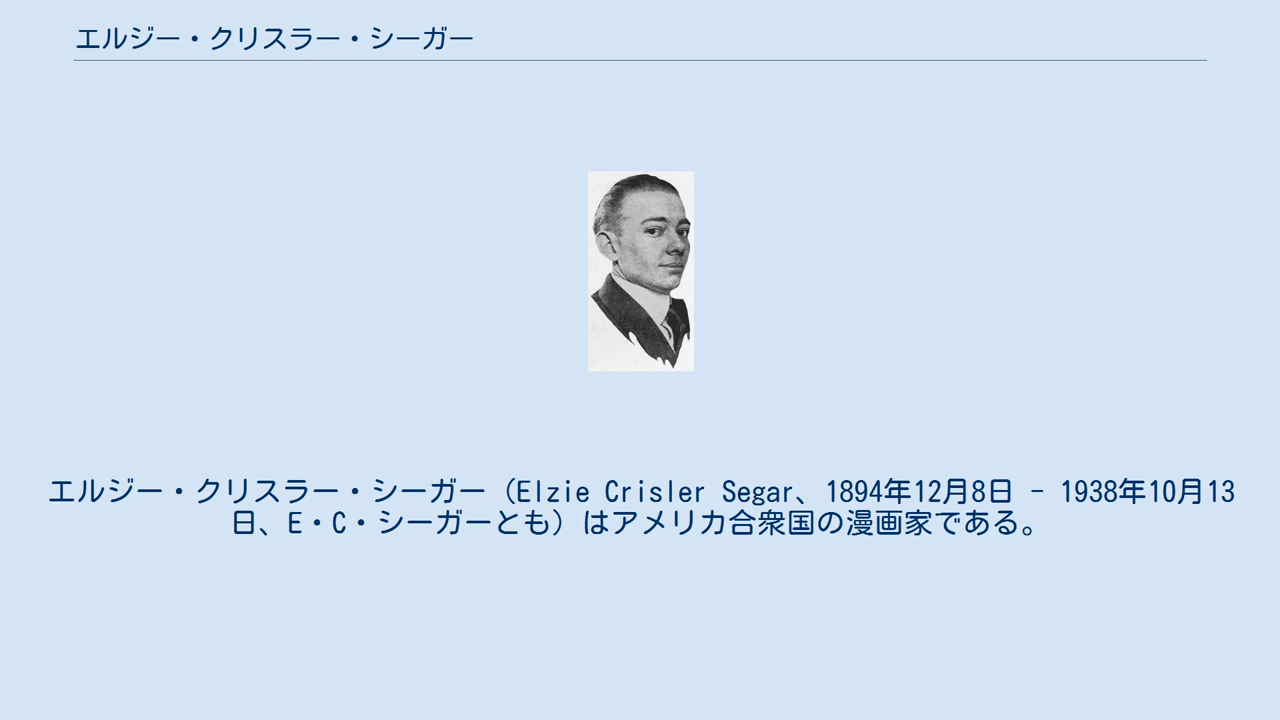 エルジー・クリスラー・シーガー
エルジー・クリスラー・シーガー（Elzie Crisler Segar、1894年12月8日 - 1938年10月13
日、E・C・シーガーとも）はアメリカ合衆国の漫画家である。